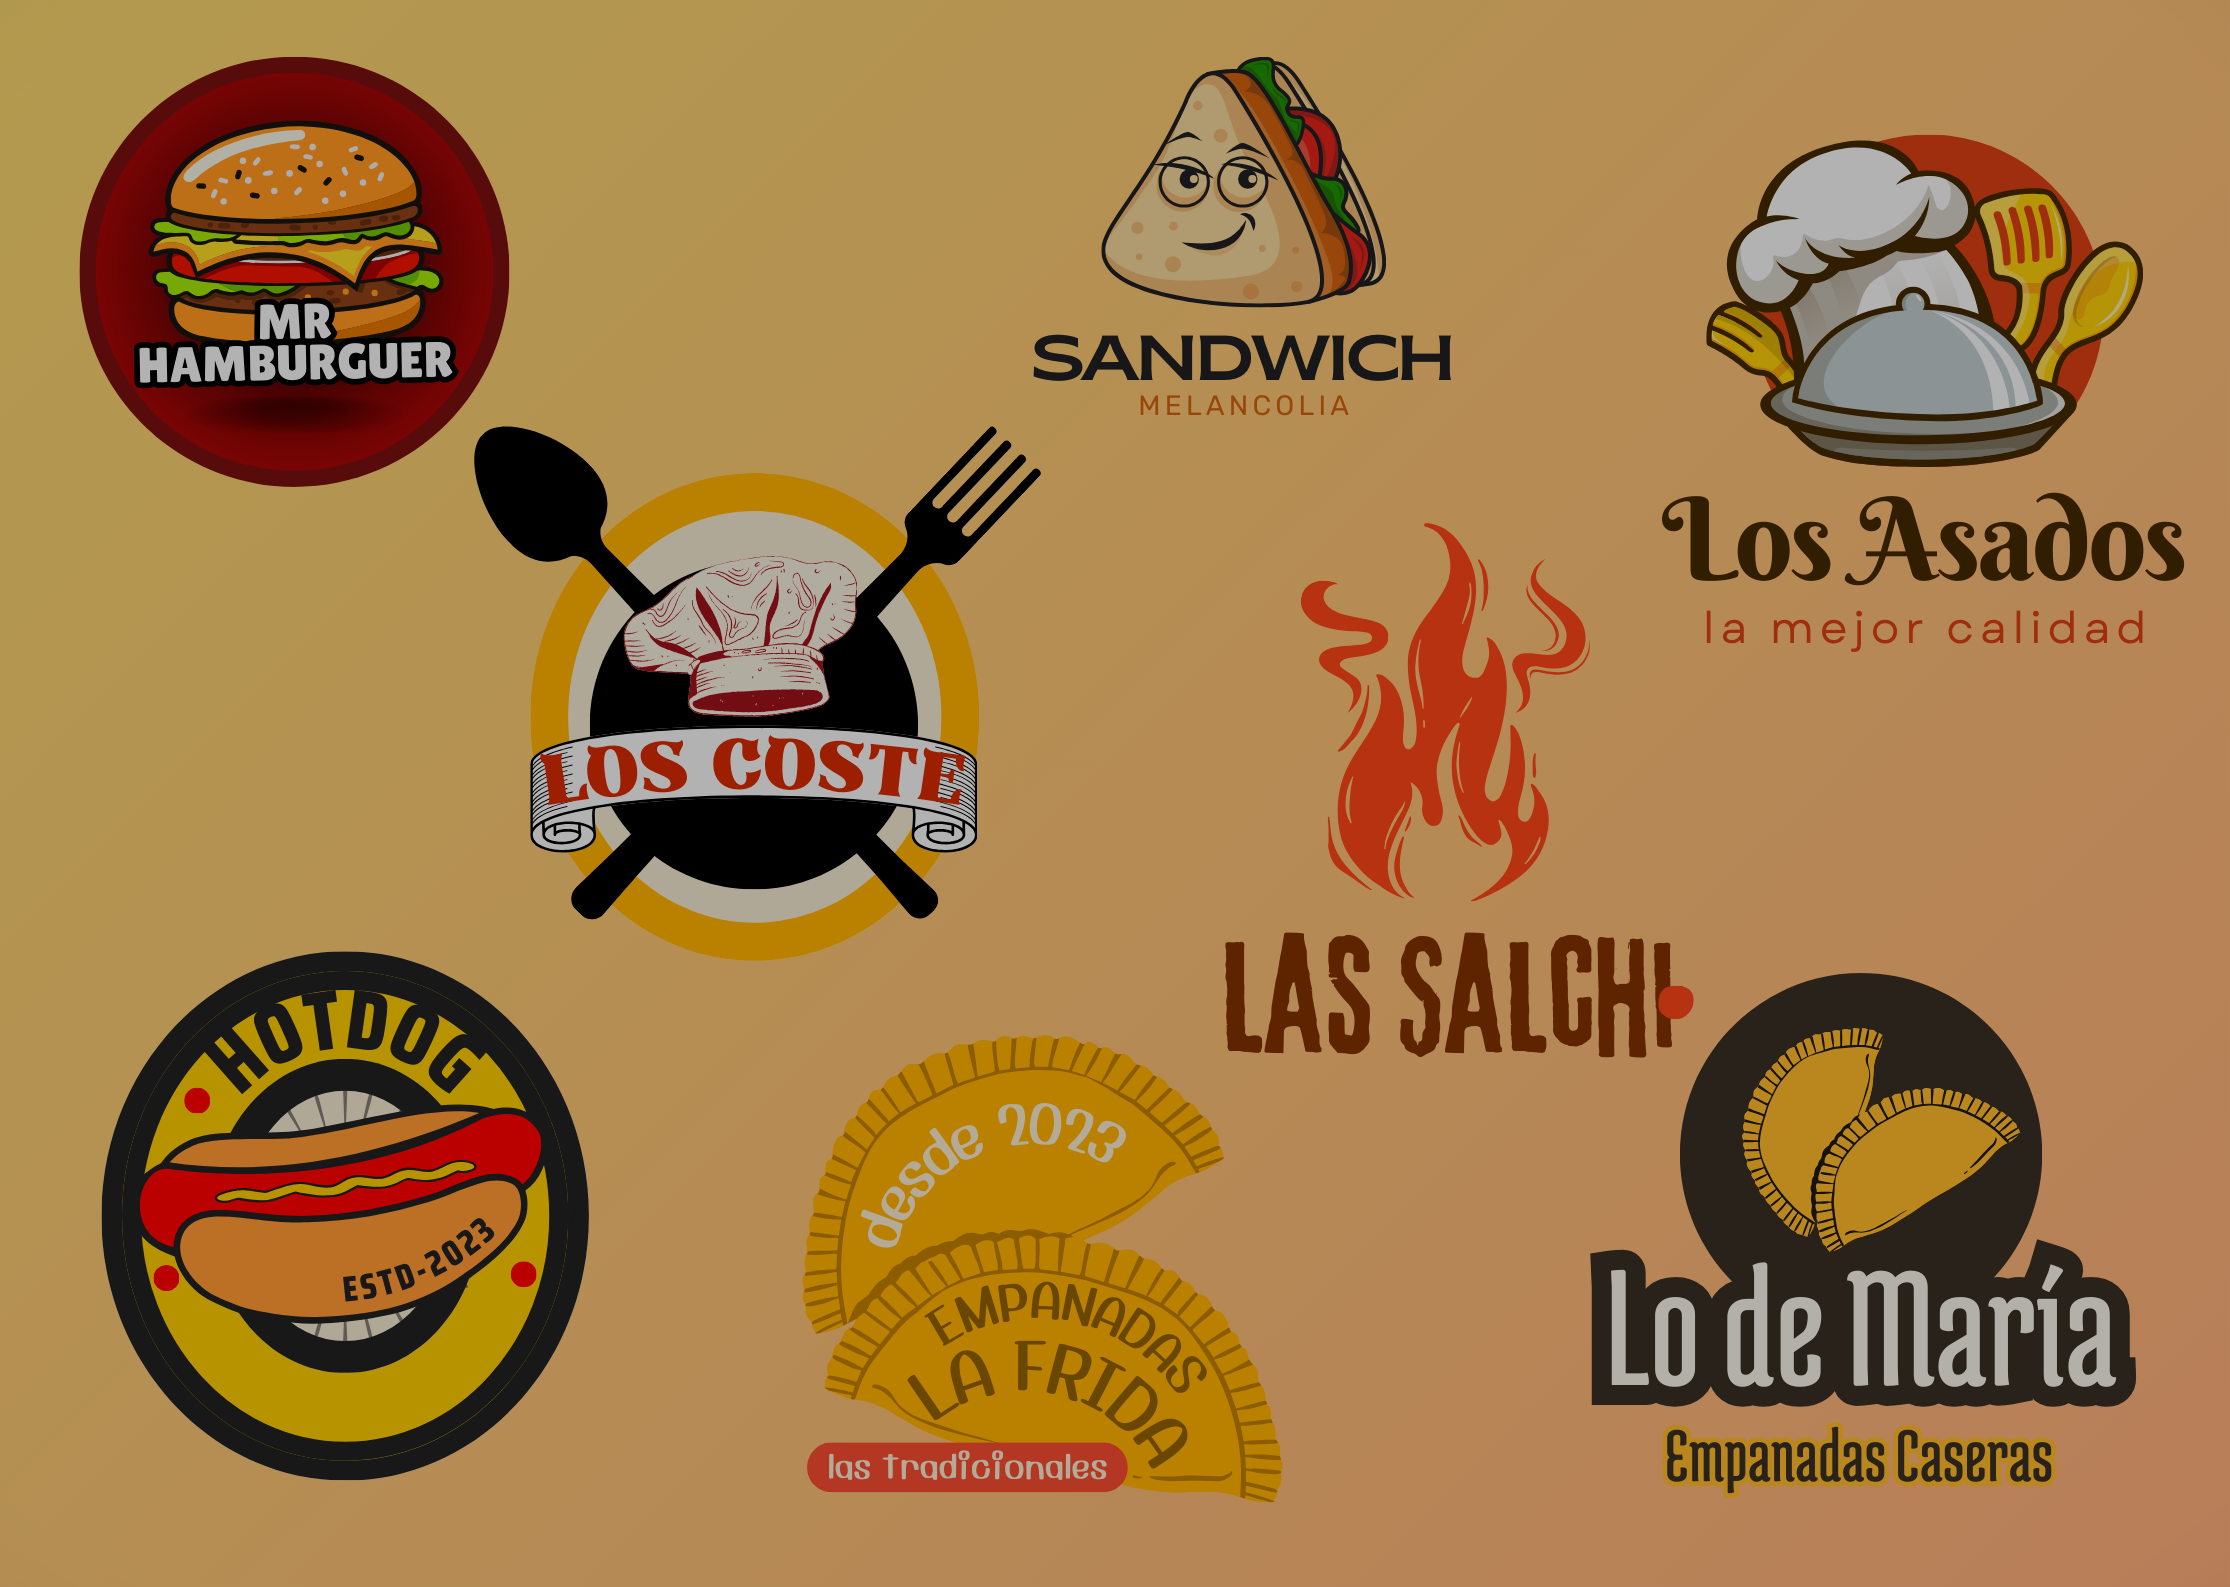 MR
HAMBURGUER
SANDWICH
MELANCOLIA
Los Asados
la mejor calidad
LOS COSTE
LAS SALCHI
HOTDOG
ESTD-2023
desde 2023
EMPANADAS
LA FRIDA
las tradicionales
Lo de María
Empanadas Caseras